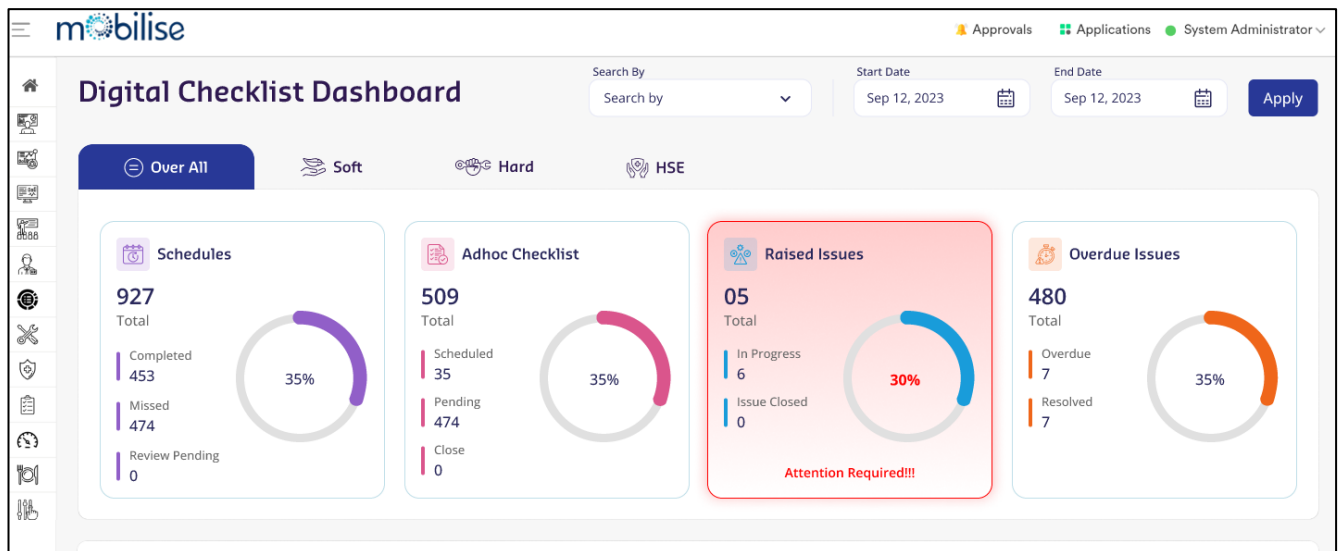 mobilise
Approvals
Applications
System Administrator
Digital Checklist Dashboard
Search By
Search by
Start Date
Sep 12, 2023
End Date
Sep 12, 2023
Apply
Over All
Soft
Hard
HSE
Schedules
927
Total
Completed
453
Missed
474
Review Pending
0
35%
Adhoc Checklist
509
Total
Scheduled
35
Pending
474
Close
0
35%
Raised Issues
05
Total
In Progress
6
Issue Closed
0
30%
Attention Required!!!
Overdue Issues
480
Total
Overdue
7
Resolved
7
35%